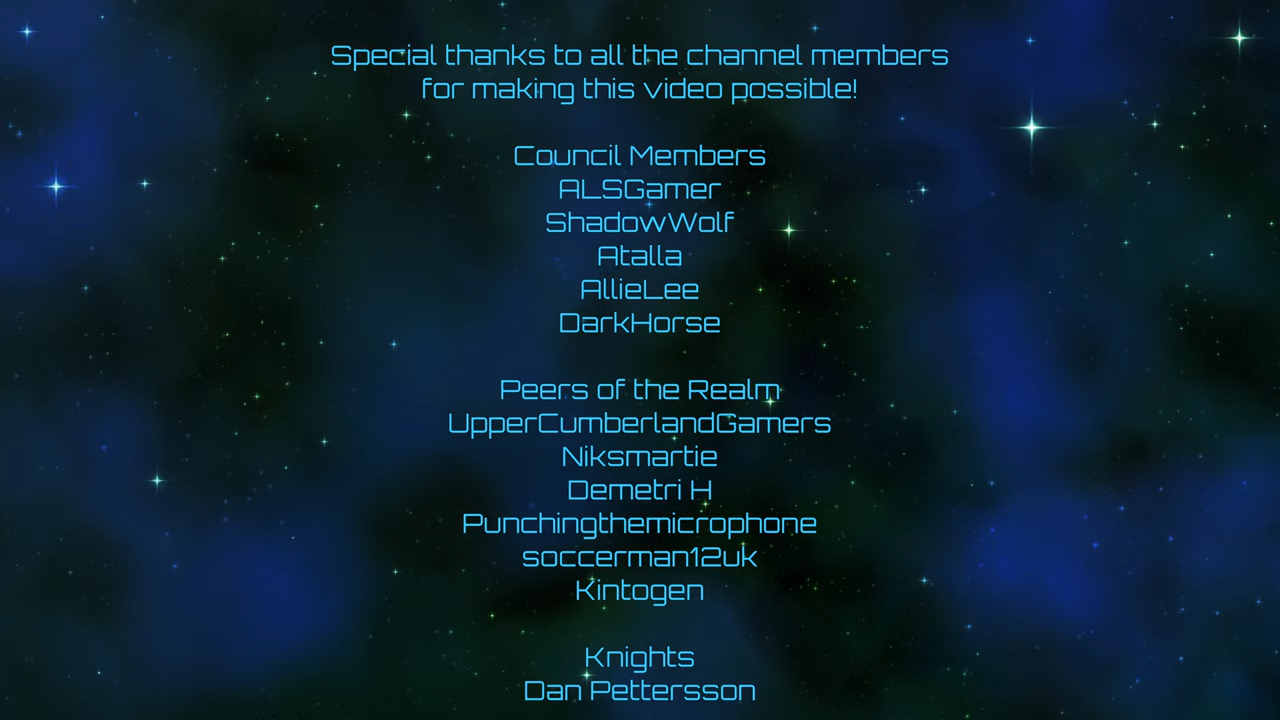 Special thanks to all the channel members
for making this video possible!
Council Members
ALSGamer
ShadowWolf
Atalla
AllieLee
DarkHorse
Peers of the Realm
UpperCumberlandGamers
Niksmartie
Demetri H
Punchingthemicrophone
soccerman12uk
Kintogen
Knights
Dan Pettersson